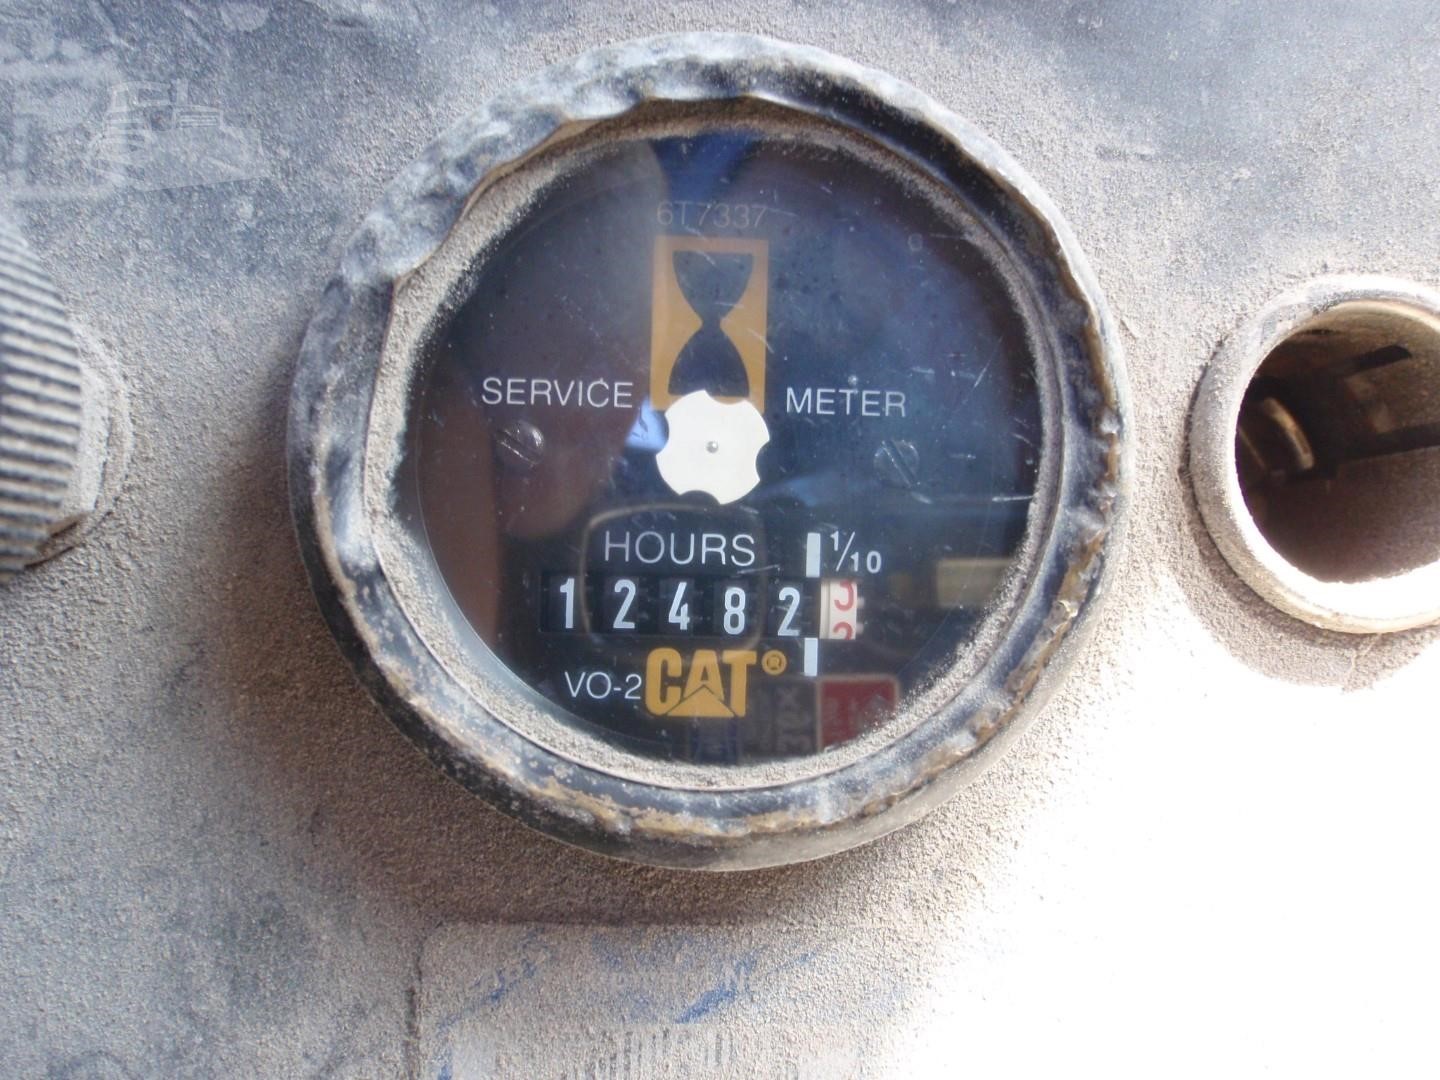 6T7337
SERVICE METER
HOURS 1/10
12482
VO-2 CAT®